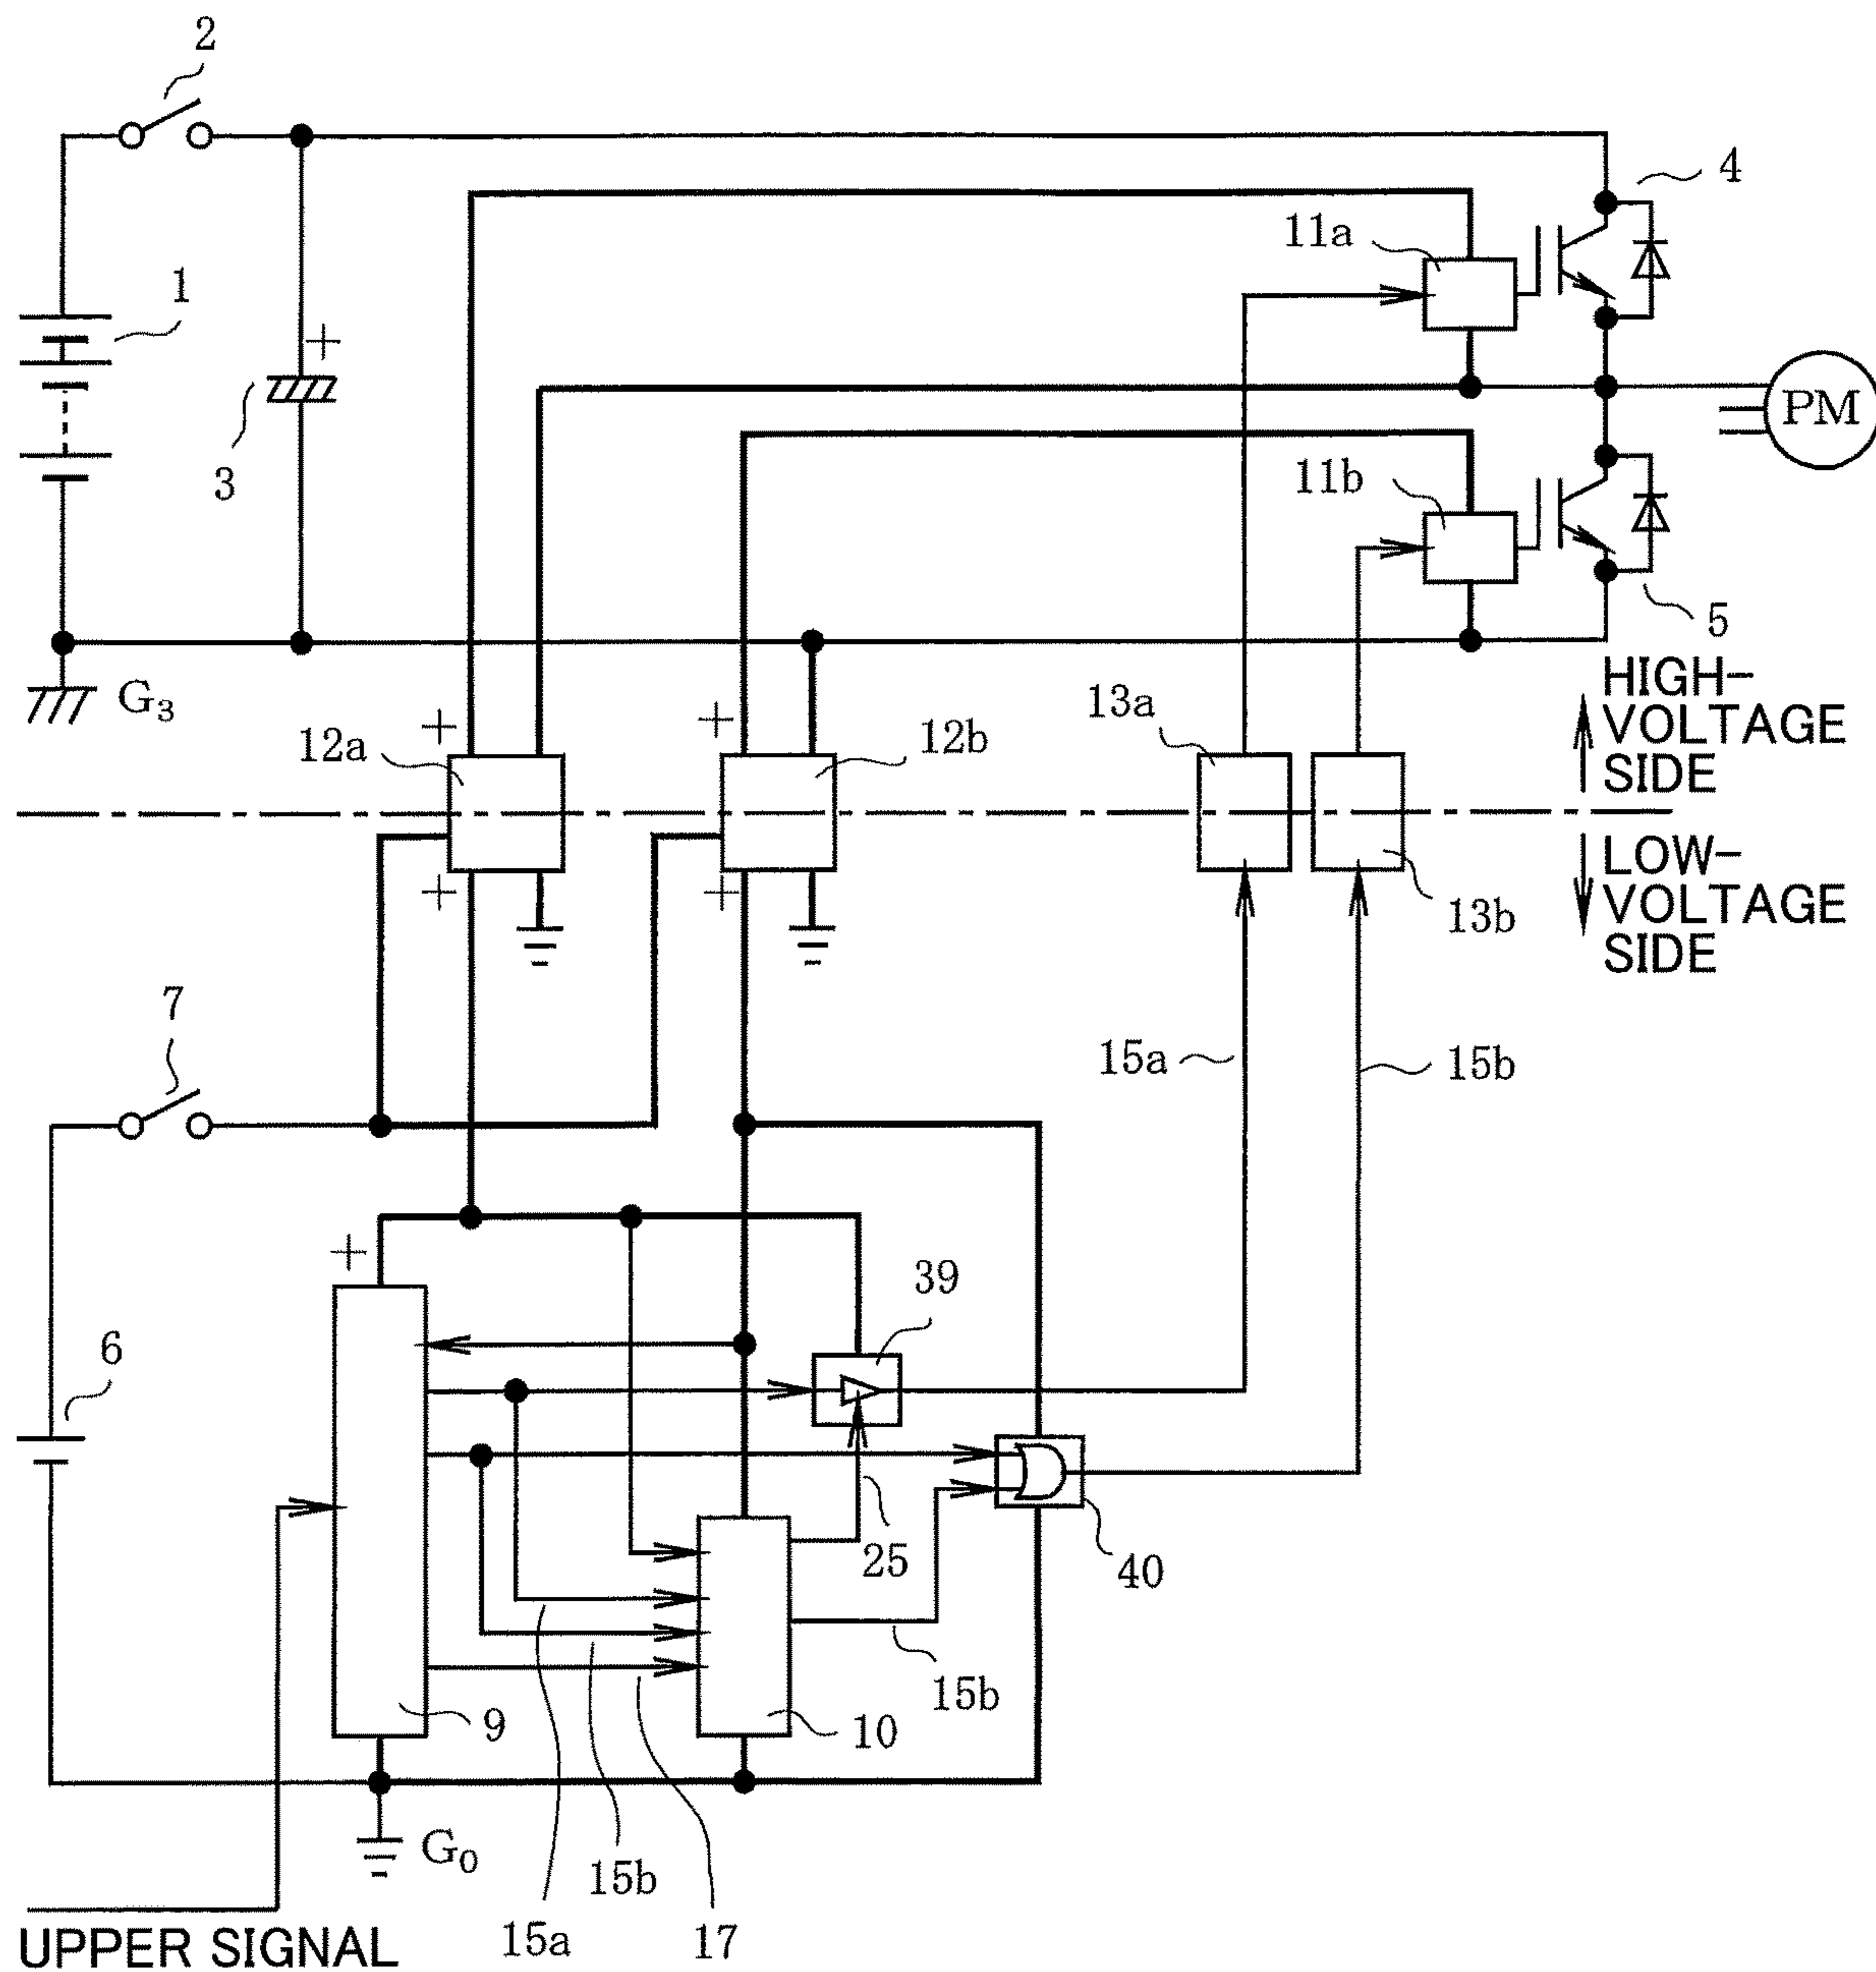 2
4
11a
1
+
PM
3
11b
5
G3
HIGH-
VOLTAGE
SIDE
+
12a
+
12b
13a
+
+
13b
LOW-
VOLTAGE
SIDE
7
15a
15b
+
39
6
25
40
15b
9
10
G0
15b
15a
17
UPPER SIGNAL